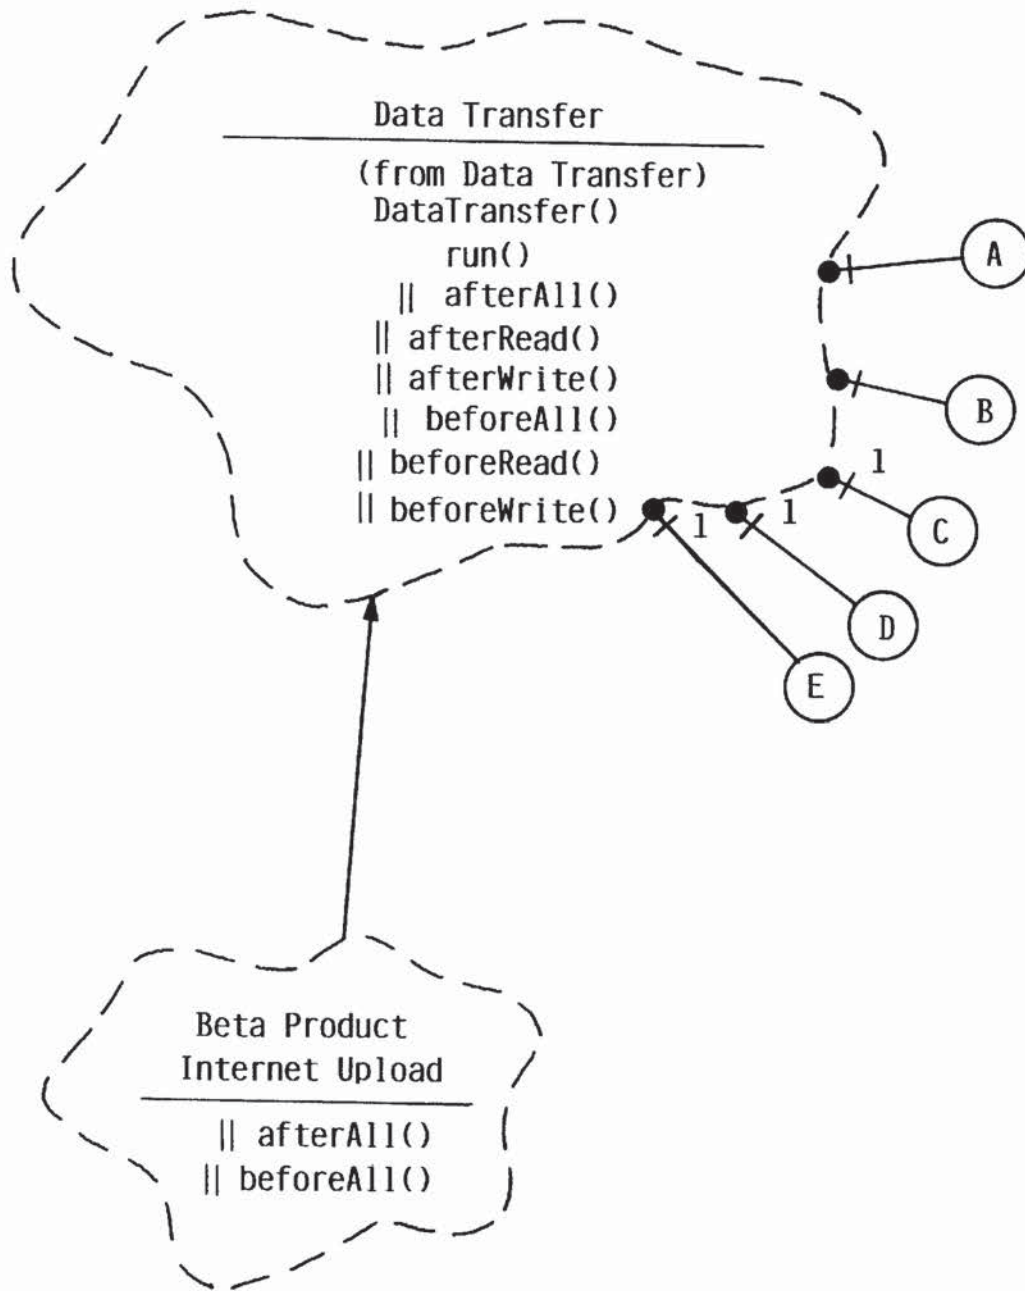 Data Transfer
(from Data Transfer)
DataTransfer()
run()
|| afterAll()
|| afterRead()
|| afterWrite()
|| beforeAll()
|| beforeRead()
|| beforeWrite()
A
B
1
C
1
1
D
E
Beta Product
Internet Upload
|| afterAll()
|| beforeAll()